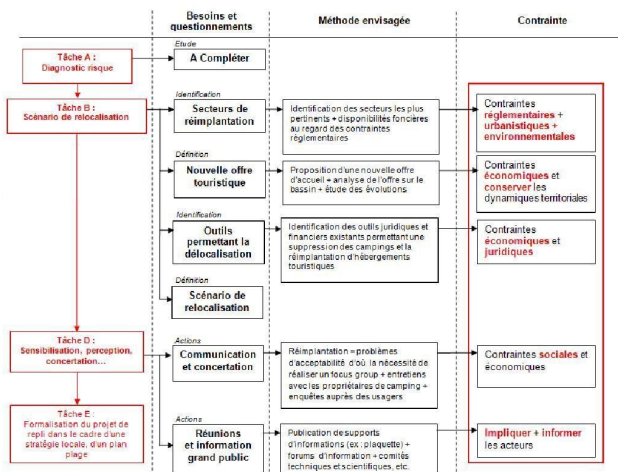 Besoins et
questionnements
Méthode envisagée
Contrainte
Tâche A :
Diagnostic risque
Etude
A Compléter
Tâche B :
Scénario de relocalisation
Identification
Secteurs de
réimplantation
Identification des secteurs les plus
pertinents + disponibilités foncières
au regard des contraintes
règlementaires
Contraintes
réglementaires +
urbanistiques +
environnementales
Définition
Nouvelle offre
touristique
Proposition d'une nouvelle offre
d'accueil + analyse de l'offre sur le
bassin + étude des évolutions
Contraintes
économiques et
conserver les
dynamiques territoriales
Identification
Outils
permettant la
délocalisation
Identification des outils juridiques et
financiers existants permettant une
suppression des campings et la
réimplantation d'hébergements
touristiques
Contraintes
économiques et
juridiques
Définition
Scénario de
relocalisation
Tâche D :
Sensibilisation, perception,
concertation...
Actions
Communication
et concertation
Réimplantation = problèmes
d'acceptabilité d'où la nécessité de
réaliser un focus group + entretiens
avec les propriétaires de camping +
enquêtes auprès des usagers
Contraintes sociales et
économiques
Tâche E :
Formalisation du projet de
repli dans le cadre d'une
stratégie locale, d'un plan
plage
Actions
Réunions
et information
grand public
Publication de supports
d'informations (ex : plaquette) +
forums d'information + comités
techniques et scientifiques, etc.
Impliquer + informer
les acteurs